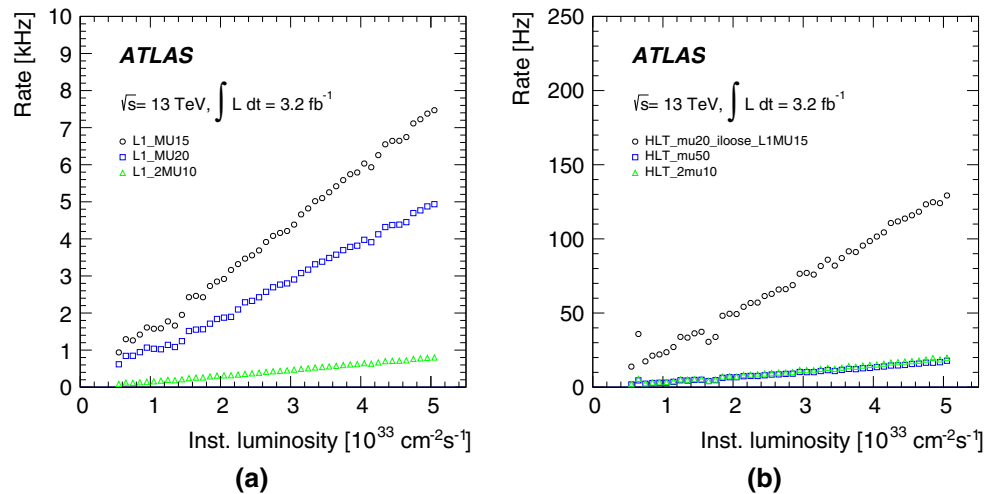 Rate [kHz]
10
9
8
7
6
5
4
3
2
1
0
0 1 2 3 4 5
ATLAS
√s= 13 TeV, ∫ L dt = 3.2 fb⁻¹
L1_MU15
L1_MU20
L1_2MU10
Inst. luminosity [10³³ cm⁻²s⁻¹]
(a)
Rate [Hz]
250
200
150
100
50
0
0 1 2 3 4 5
ATLAS
√s= 13 TeV, ∫ L dt = 3.2 fb⁻¹
HLT_mu20_iloose_L1MU15
HLT_mu50
HLT_2mu10
Inst. luminosity [10³³ cm⁻²s⁻¹]
(b)